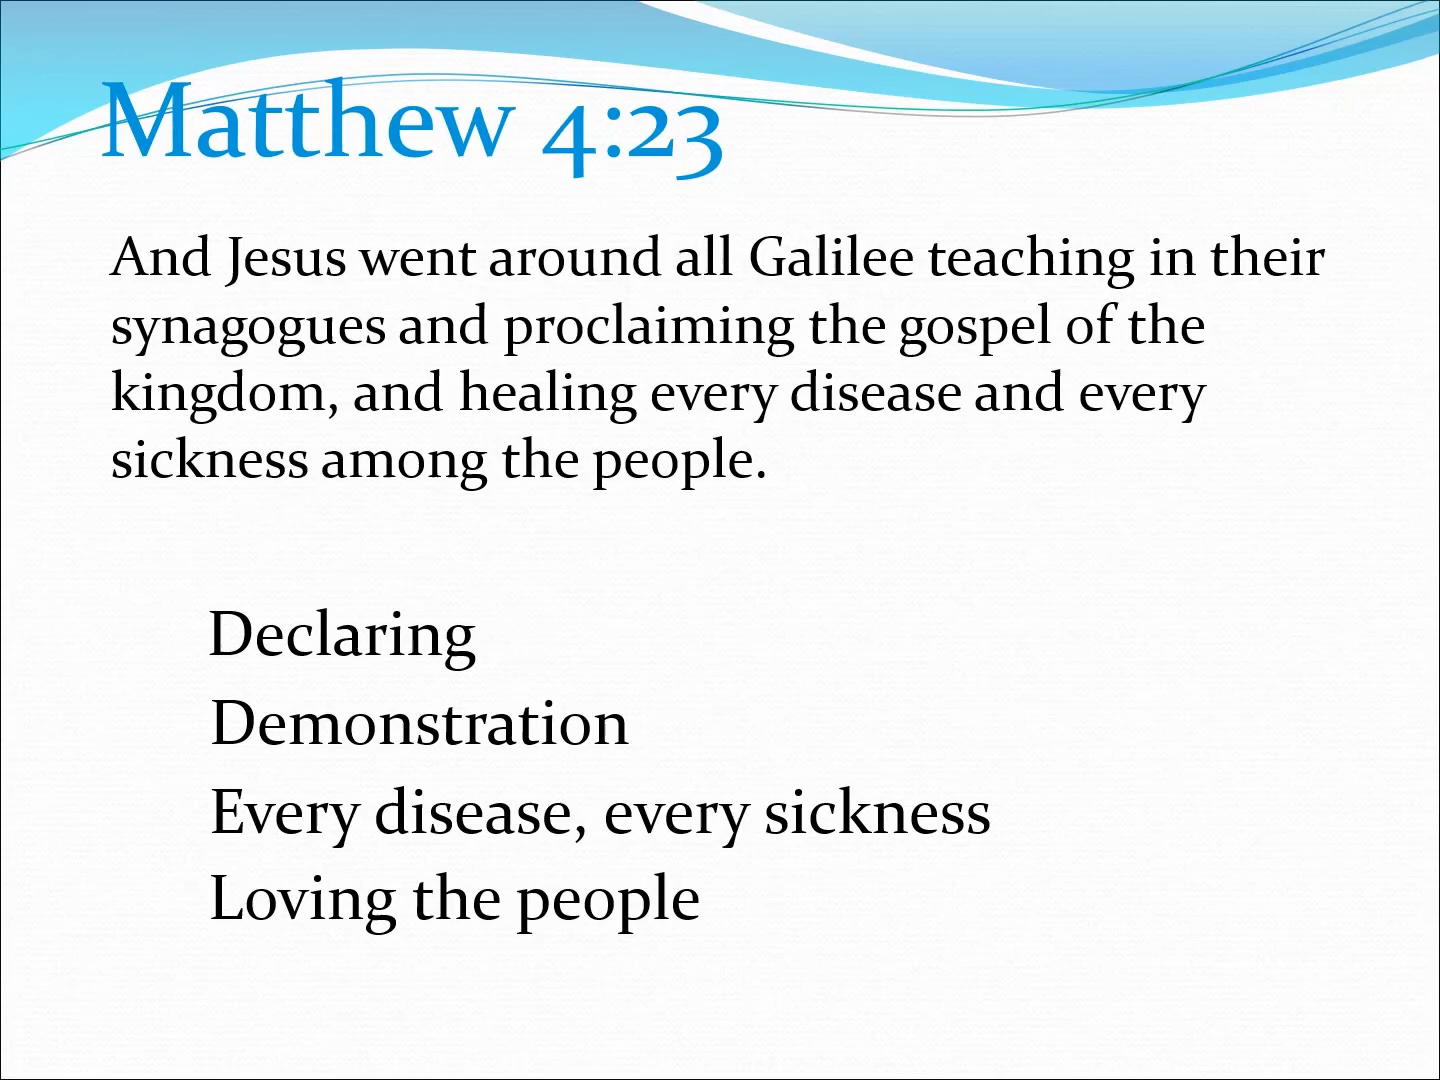 Matthew 4:23
And Jesus went around all Galilee teaching in their
synagogues and proclaiming the gospel of the
kingdom, and healing every disease and every
sickness among the people.
Declaring
Demonstration
Every disease, every sickness
Loving the people